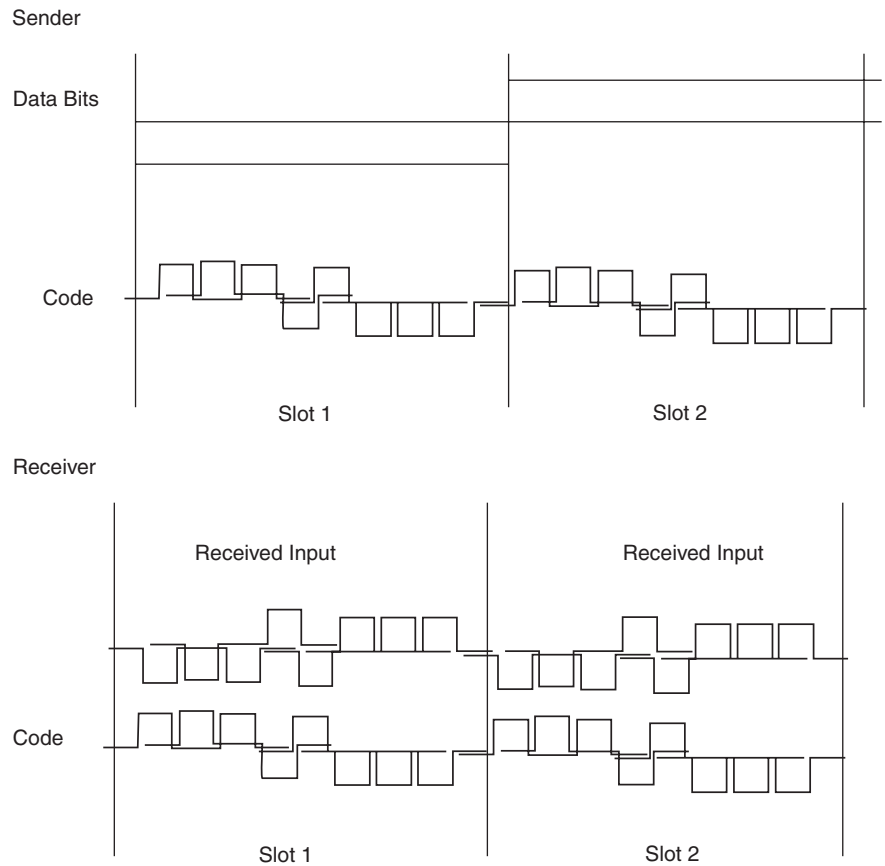 Sender
Data Bits
Code
Slot 1
Slot 2
Receiver
Received Input
Received Input
Code
Slot 1
Slot 2